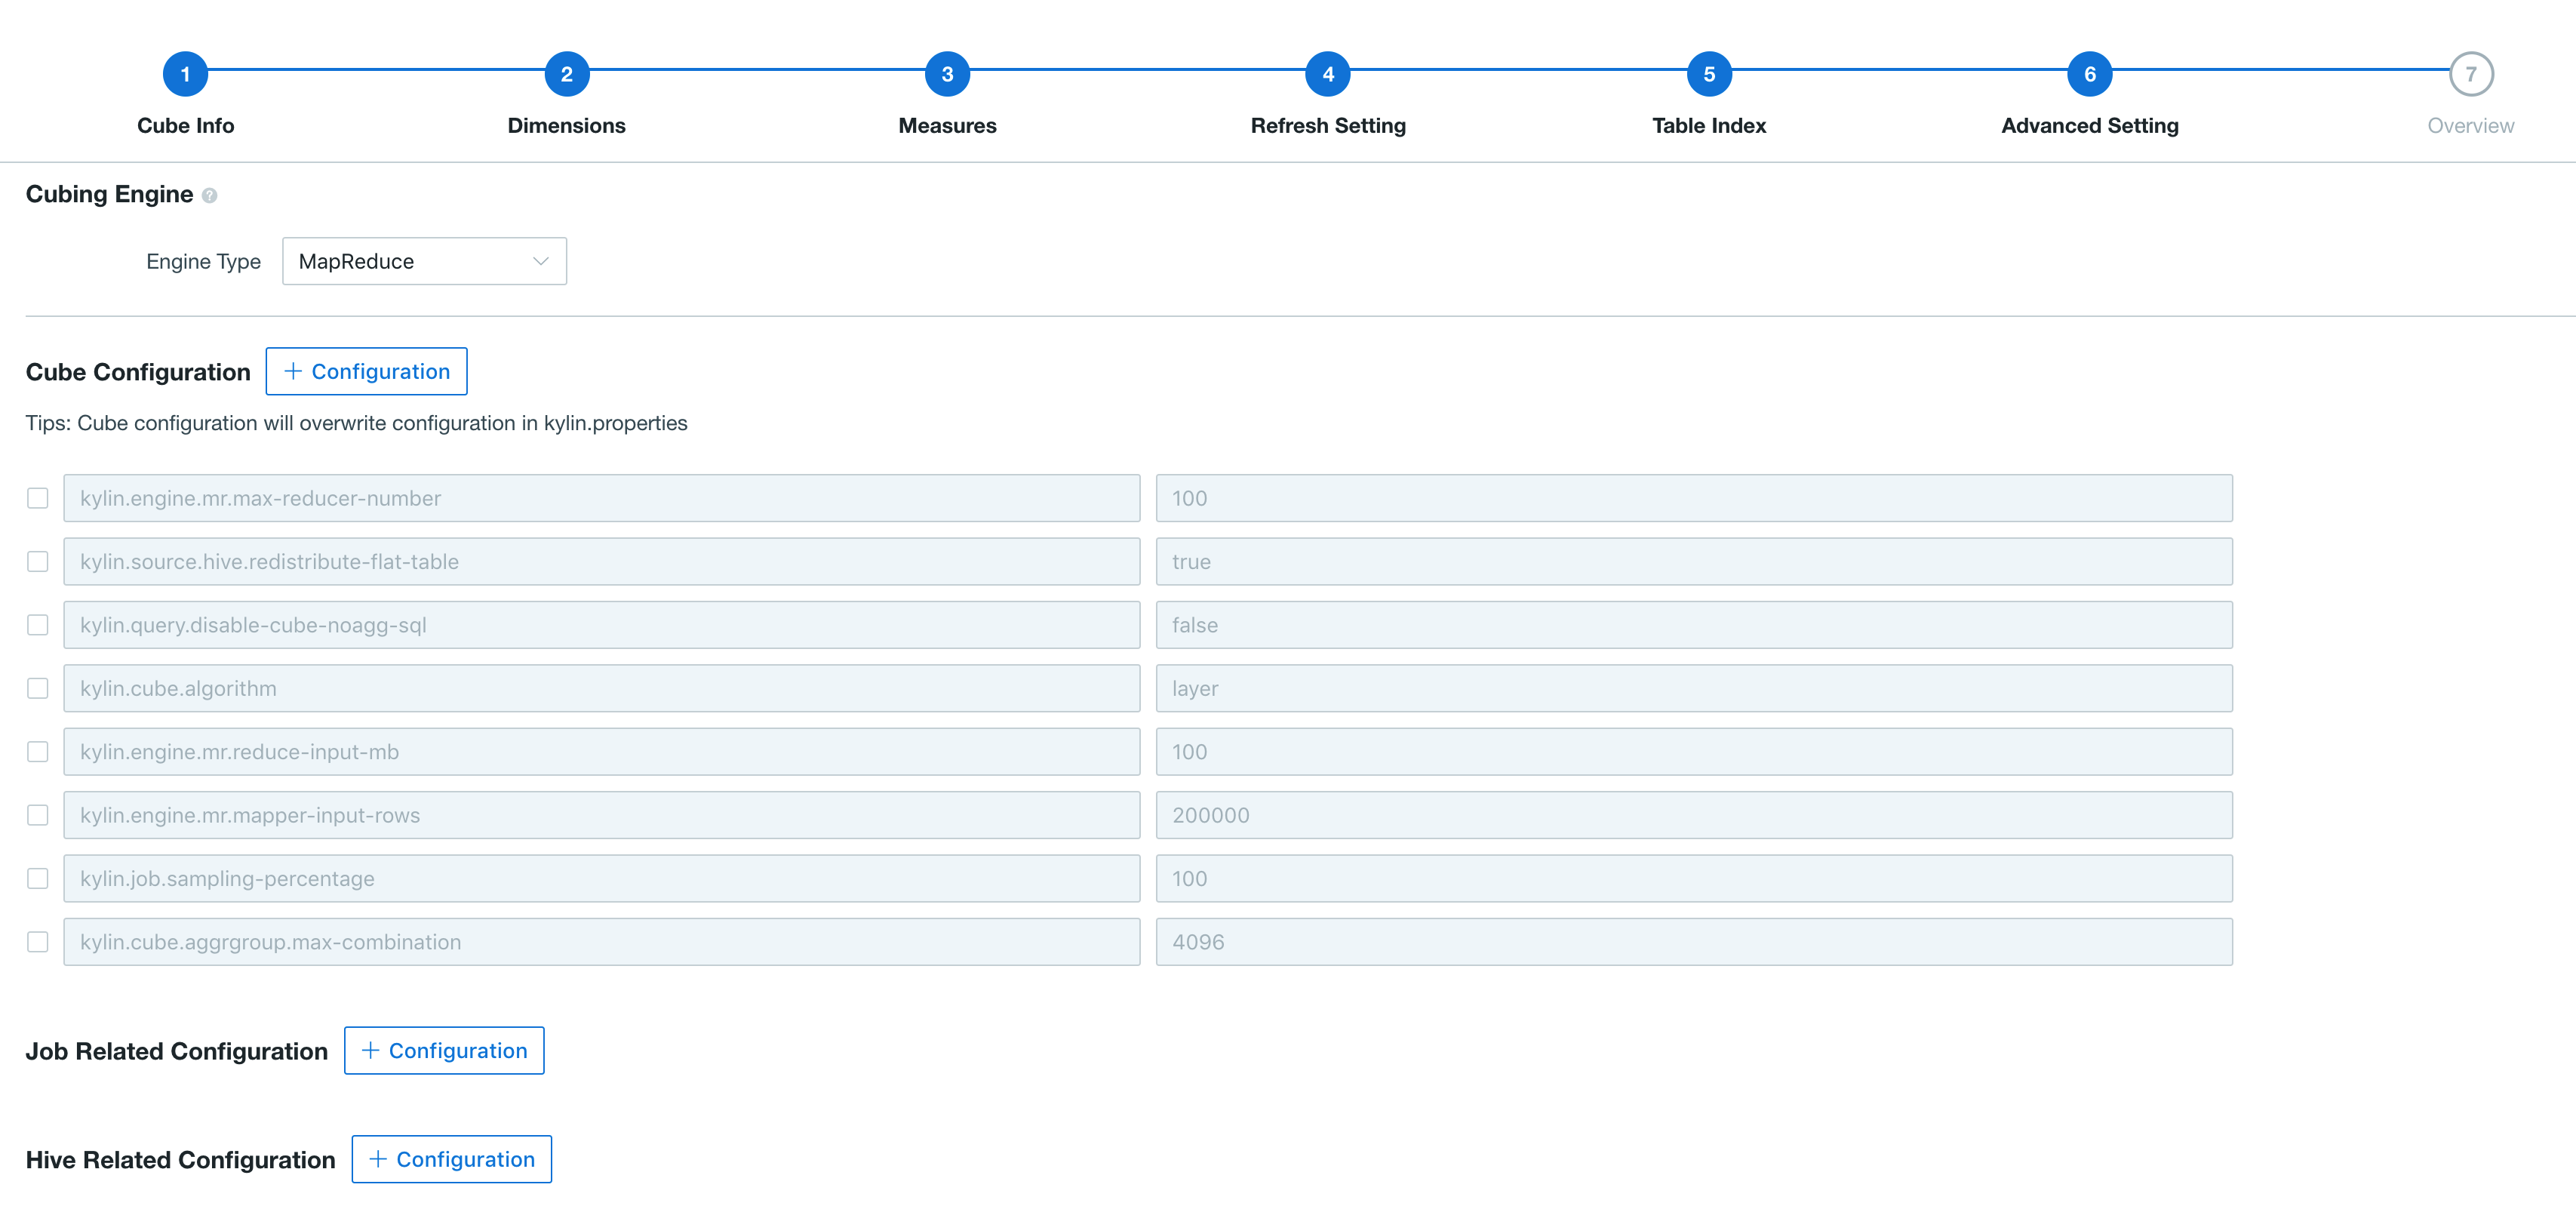 1 2 3 4 5 6 7
Cube Info Dimensions Measures Refresh Setting Table Index Advanced Setting Overview
Cubing Engine ?
Engine Type MapReduce
Cube Configuration + Configuration
Tips: Cube configuration will overwrite configuration in kylin.properties
kylin.engine.mr.max-reducer-number 100
kylin.source.hive.redistribute-flat-table true
kylin.query.disable-cube-noagg-sql false
kylin.cube.algorithm layer
kylin.engine.mr.reduce-input-mb 100
kylin.engine.mr.mapper-input-rows 200000
kylin.job.sampling-percentage 100
kylin.cube.aggrgroup.max-combination 4096
Job Related Configuration + Configuration
Hive Related Configuration + Configuration